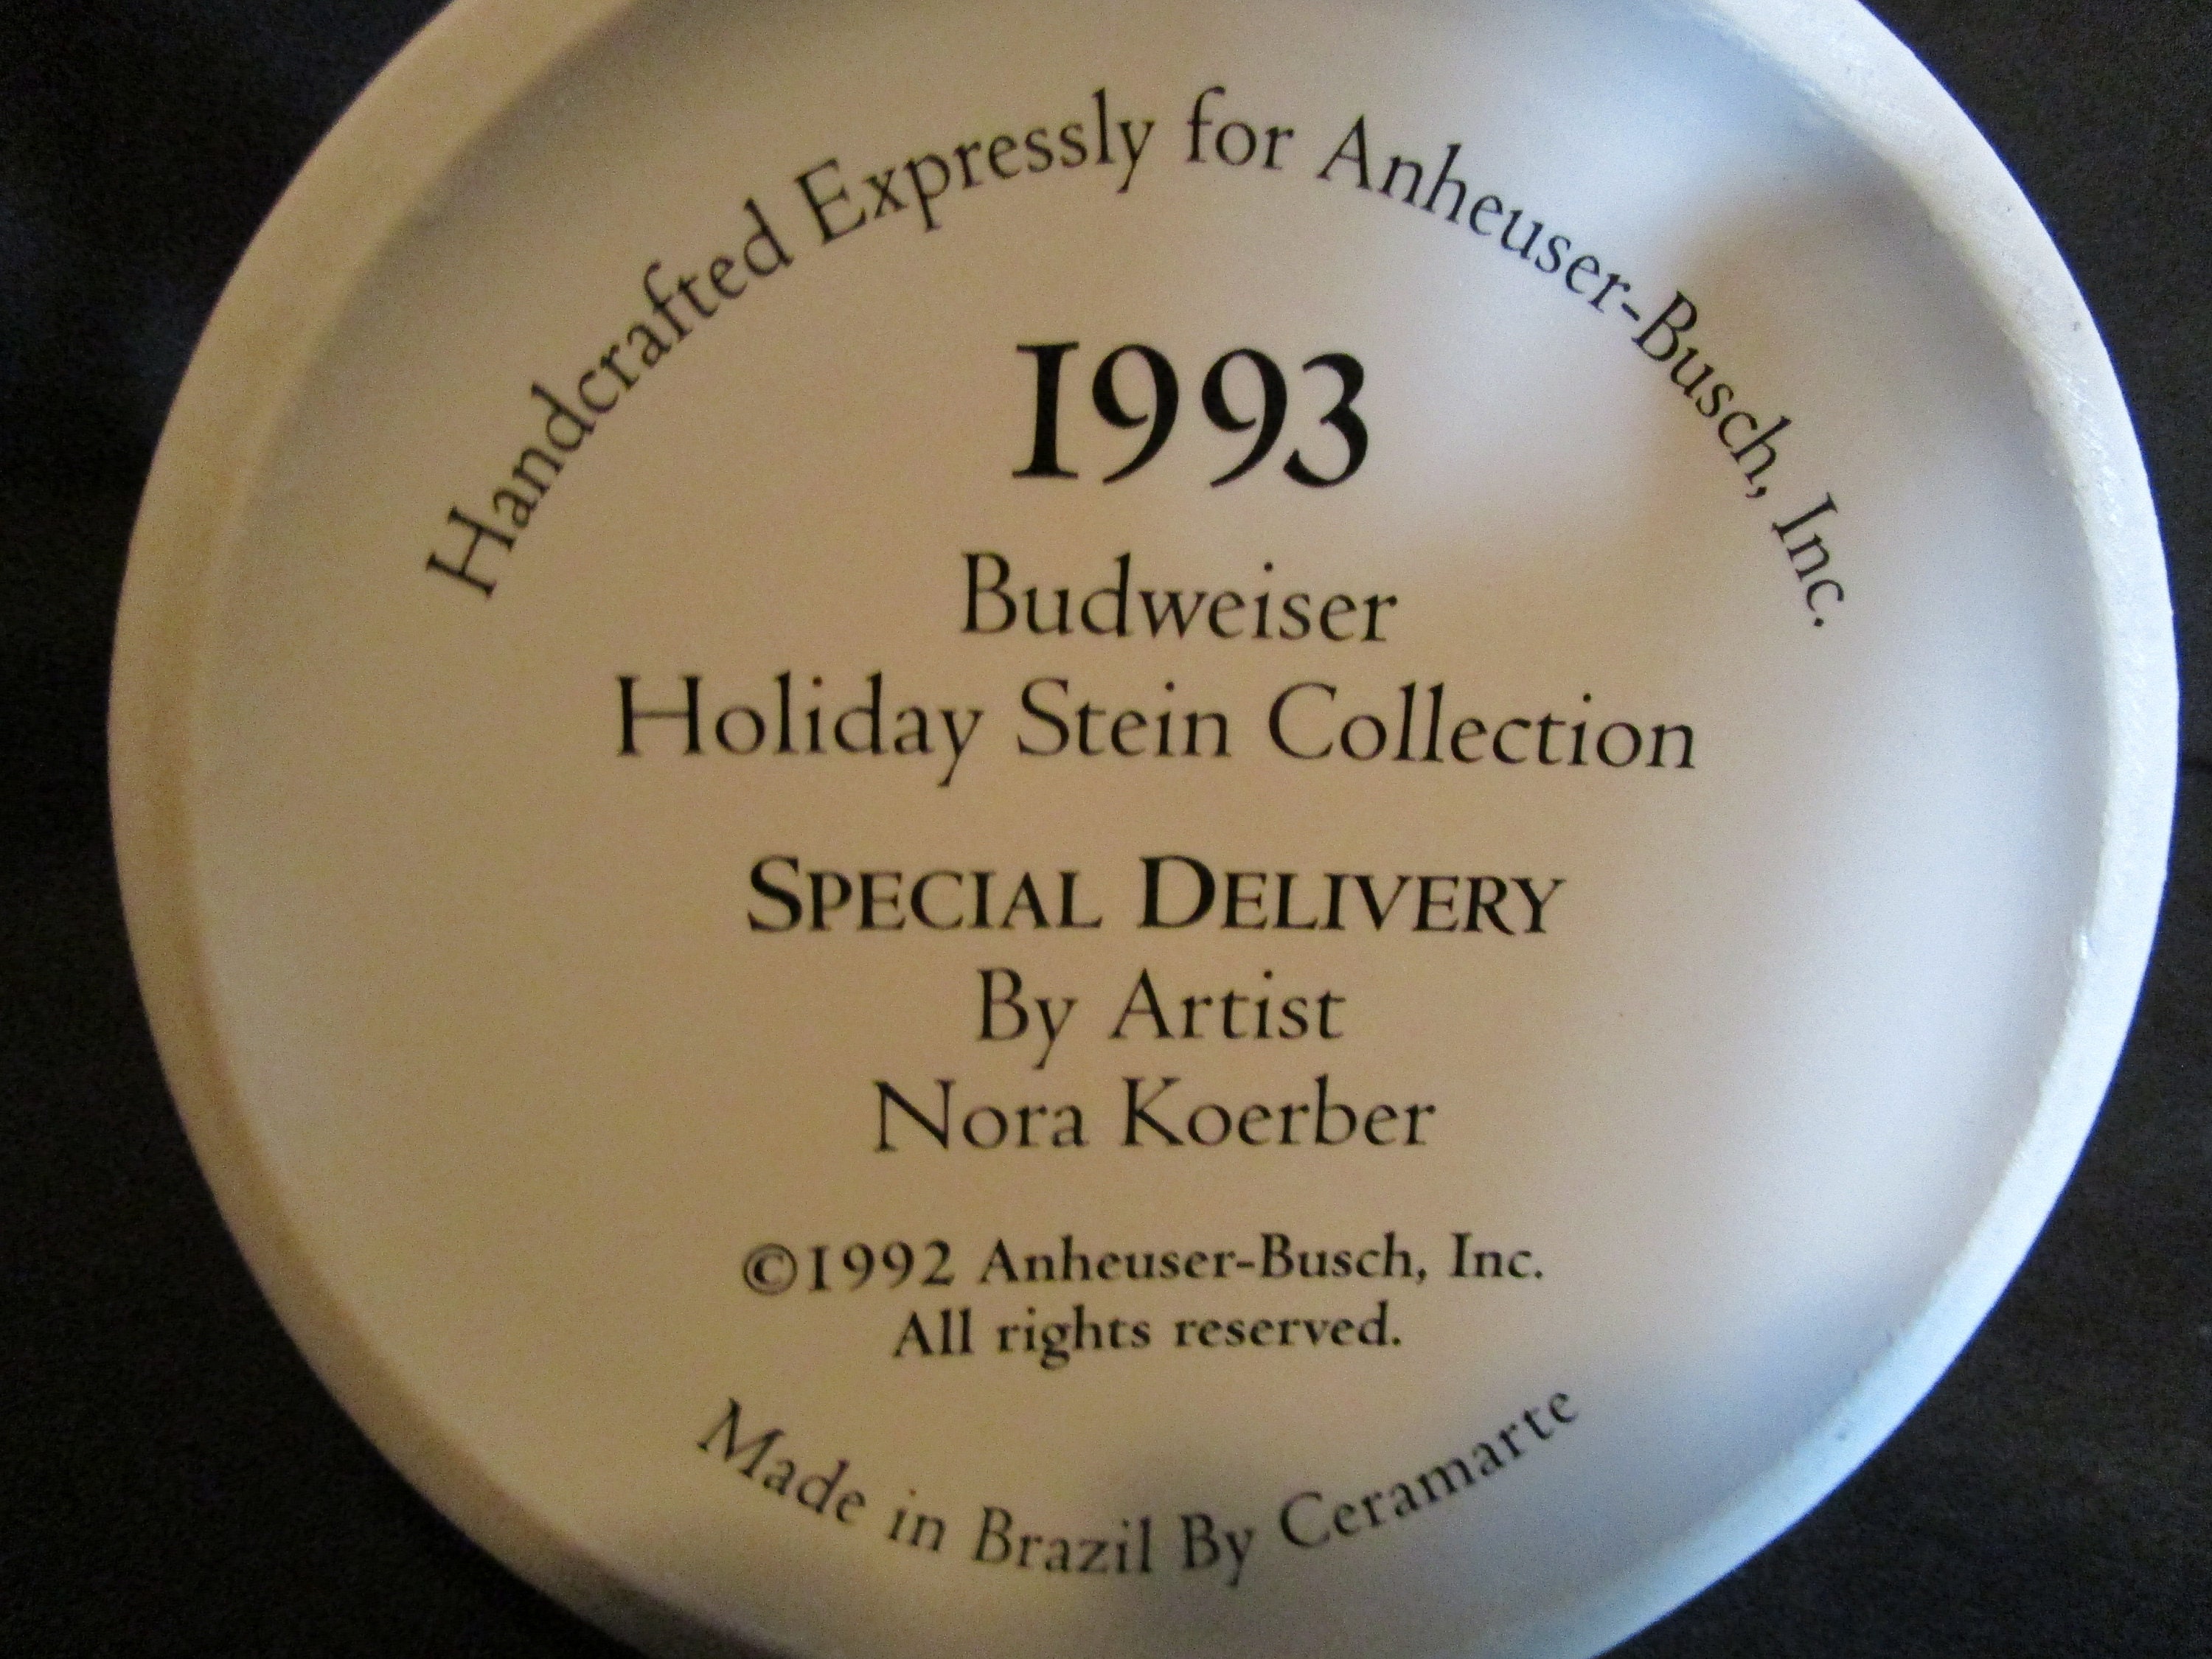 Handcrafted Expressly for Anheuser-Busch, Inc.
1993
Budweiser
Holiday Stein Collection
SPECIAL DELIVERY
By Artist
Nora Koerber
©1992 Anheuser-Busch, Inc.
All rights reserved.
Made in Brazil By Ceramarte